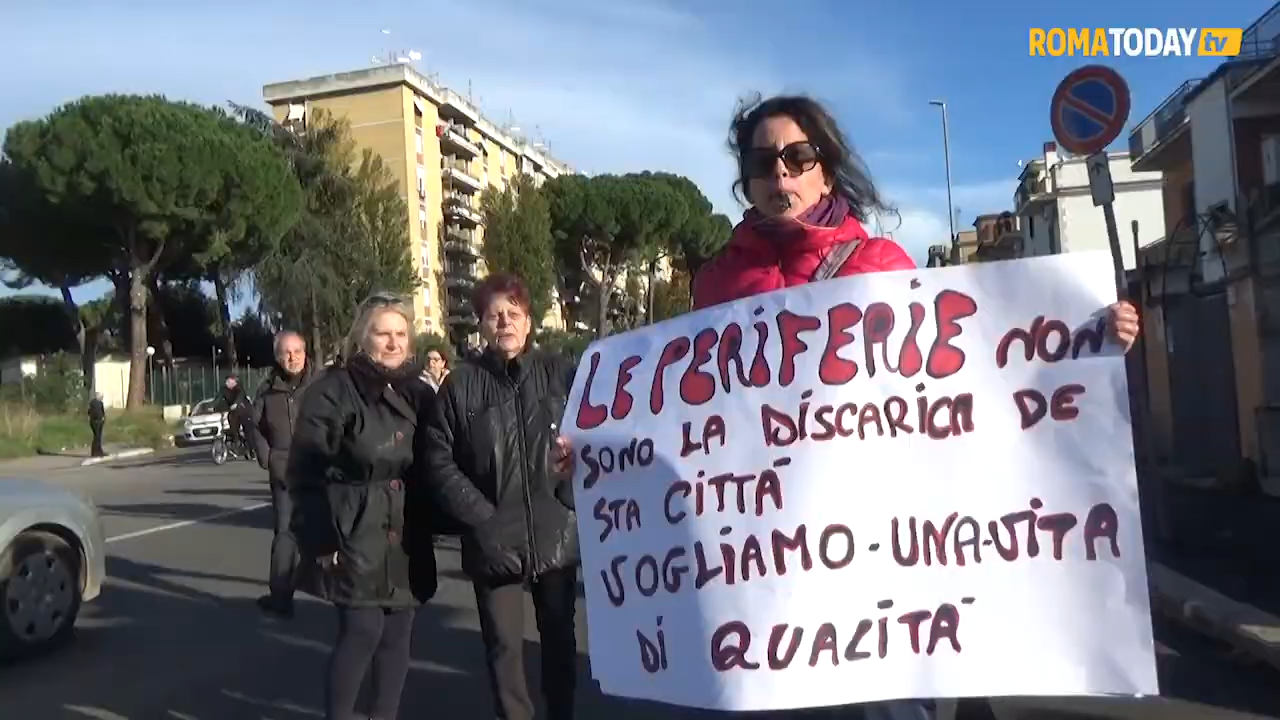 ROMATODAY tv
LE PERIFERIE NON
SONO LA DISCARICA DE
STA CITTÀ
VOGLIAMO-UNA-VITA
DI QUALITÀ